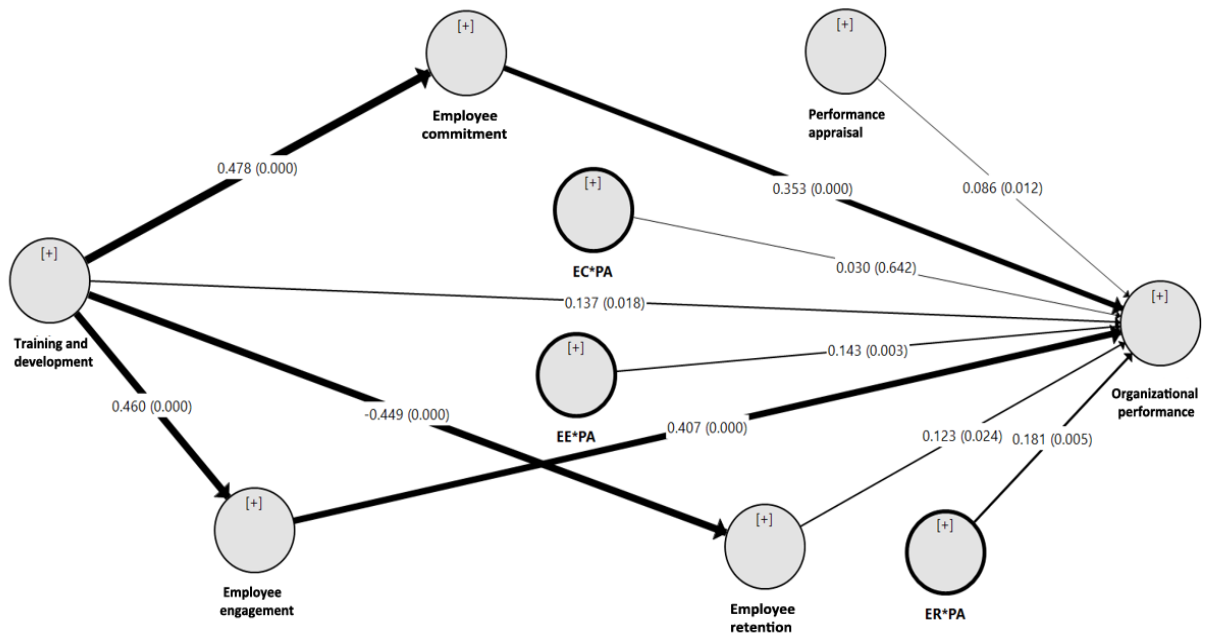 [+]
Employee
commitment
[+]
Performance
appraisal
0.478 (0.000)
0.353 (0.000)
0.086 (0.012)
[+]
EC*PA
0.030 (0.642)
[+]
Training and
development
0.137 (0.018)
[+]
Organizational
performance
[+]
EE*PA
0.143 (0.003)
0.460 (0.000)
-0.449 (0.000)
0.407 (0.000)
0.123 (0.024)
0.181 (0.005)
[+]
Employee
engagement
[+]
Employee
retention
[+]
ER*PA